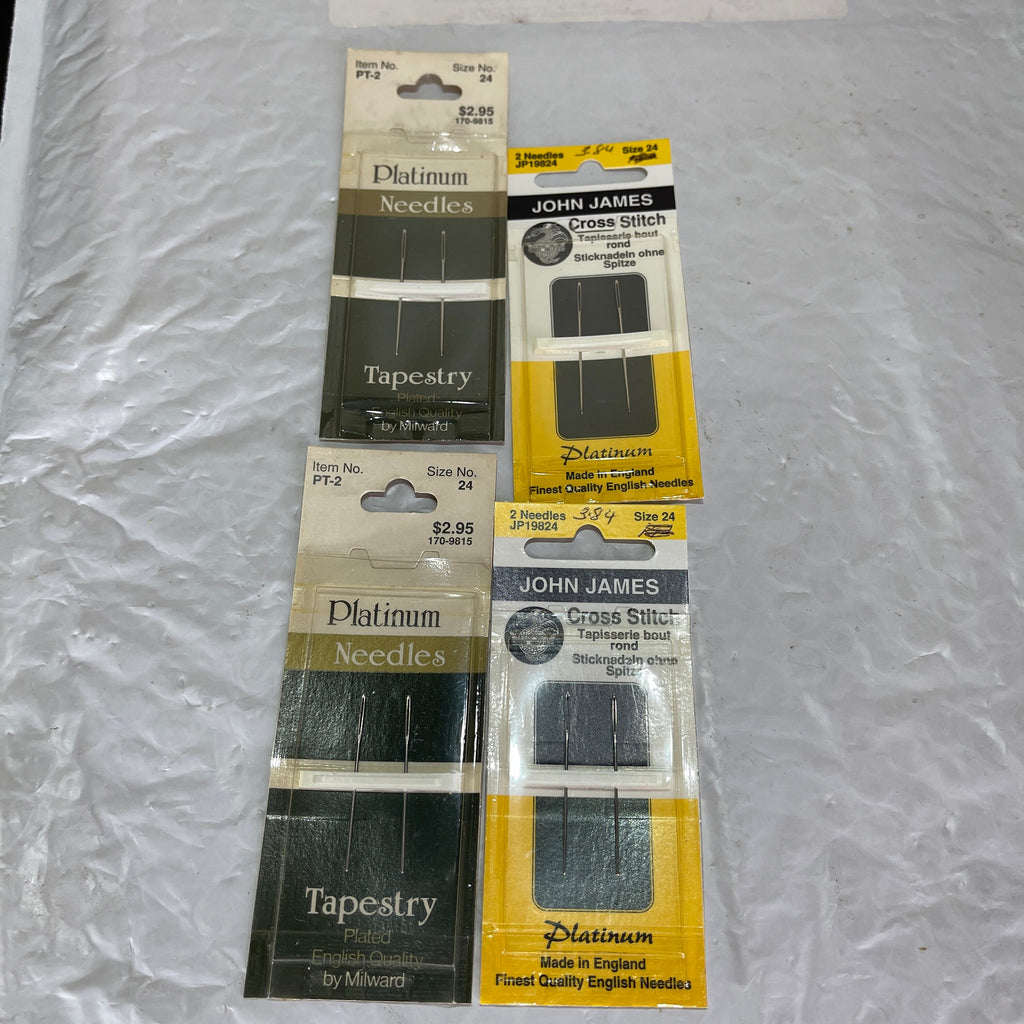 Item No.
PT-2
Size No.
24
$2.95
170-9815
Platinum
Needles
Tapestry
Plated
English Quality
by Milward
2 Needles
JP19824
3.84
Size 24
JOHN JAMES
Cross Stitch
Tapisserie bout
rond
Sticknadeln ohne
Spitze
Platinum
Made in England
Finest Quality English Needles
Item No.
PT-2
Size No.
24
$2.95
170-9815
Platinum
Needles
Tapestry
Plated
English Quality
by Milward
2 Needles
JP19824
3.84
Size 24
JOHN JAMES
Cross Stitch
Tapisserie bout
rond
Sticknadeln ohne
Spitze
Platinum
Made in England
Finest Quality English Needles